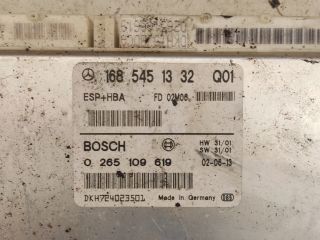 168 545 13 32 Q01
ESP+HBA FD 02M06
BOSCH HW 31/01
SW 31/01
0 265 109 619 02-06-13
DKH724023S01 Made in Germany